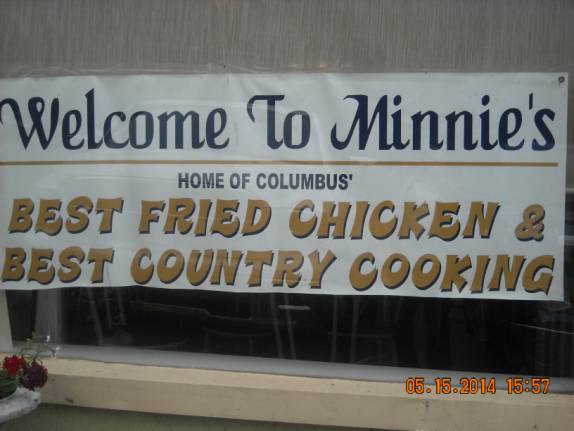 Welcome To Minnie's
HOME OF COLUMBUS'
BEST FRIED CHICKEN &
BEST COUNTRY COOKING
05.15.2014 15:57